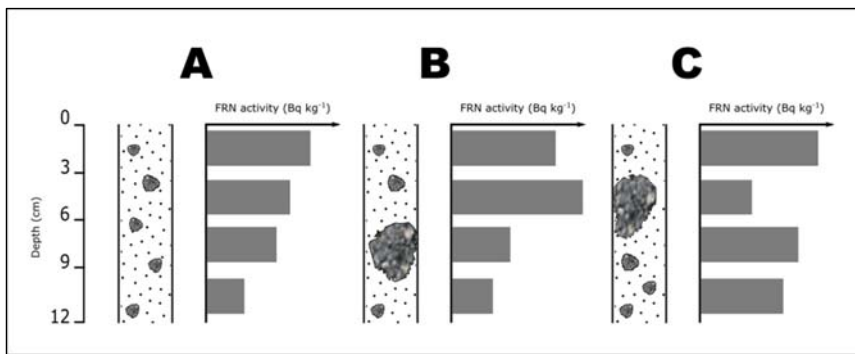 A B C
FRN activity (Bq kg⁻¹) FRN activity (Bq kg⁻¹) FRN activity (Bq kg⁻¹)
0
3
6
9
12
Depth (cm)